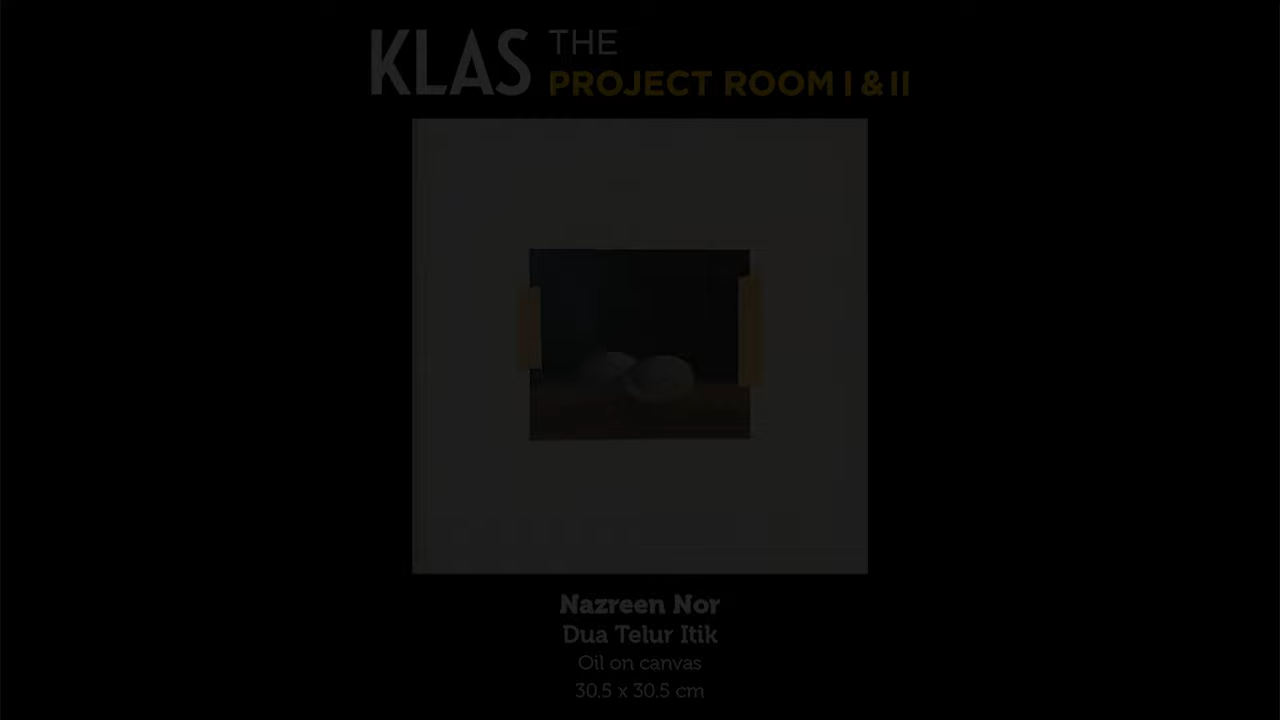 KLAS THE
PROJECT ROOM I & II
Nazreen Nor
Dua Telur Itik
Oil on canvas
30.5 x 30.5 cm